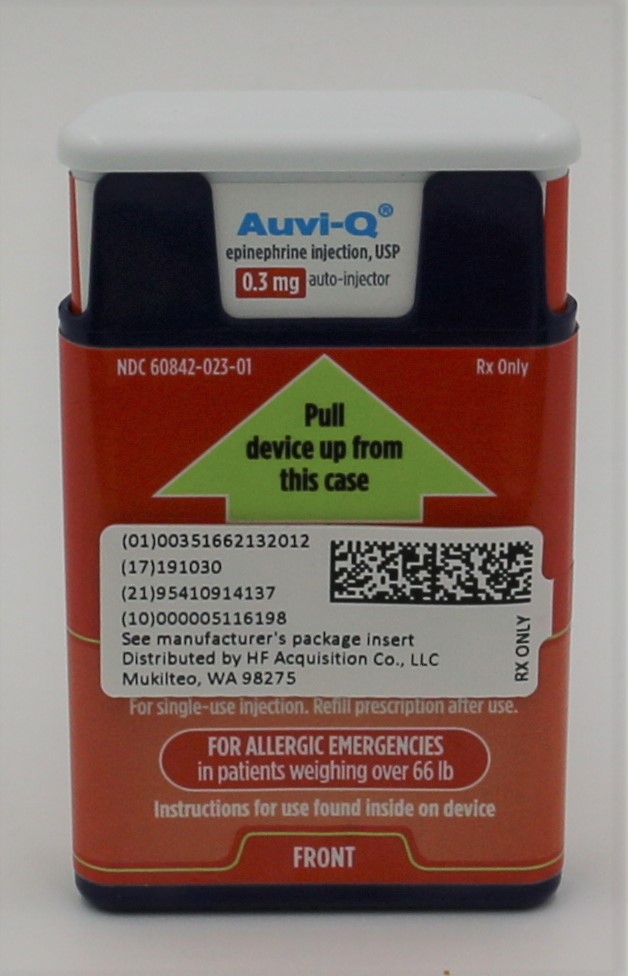 Auvi-Q®
epinephrine injection, USP
0.3 mg auto-injector
NDC 60842-023-01
Rx Only
Pull
device up from
this case
(01)00351662132012
(17)191030
(21)95410914137
(10)000005116198
See manufacturer's package insert
Distributed by HF Acquisition Co., LLC
Mukilteo, WA 98275
RX ONLY
For single-use injection. Refill prescription after use.
FOR ALLERGIC EMERGENCIES
in patients weighing over 66 lb
Instructions for use found inside on device
FRONT